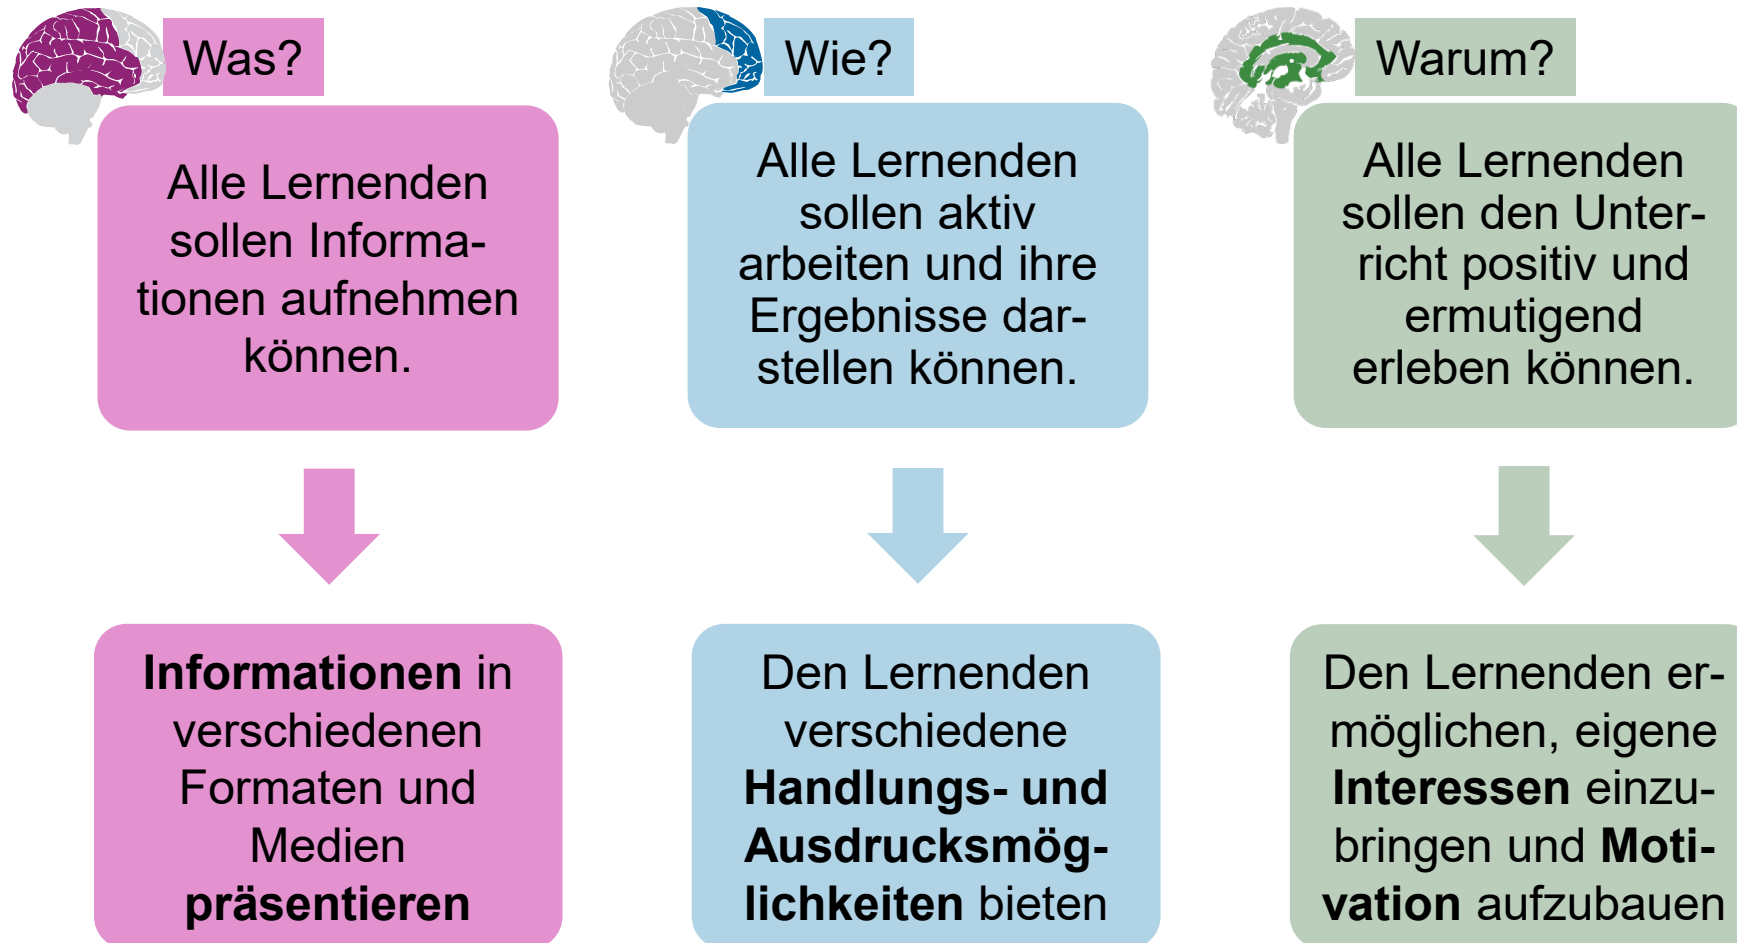 Was?
Alle Lernenden
sollen Informa-
tionen aufnehmen
können.
Informationen in
verschiedenen
Formaten und
Medien
präsentieren
Wie?
Alle Lernenden
sollen aktiv
arbeiten und ihre
Ergebnisse dar-
stellen können.
Den Lernenden
verschiedene
Handlungs- und
Ausdrucksmög-
lichkeiten bieten
Warum?
Alle Lernenden
sollen den Unter-
richt positiv und
ermutigend
erleben können.
Den Lernenden er-
möglichen, eigene
Interessen einzu-
bringen und Moti-
vation aufzubauen